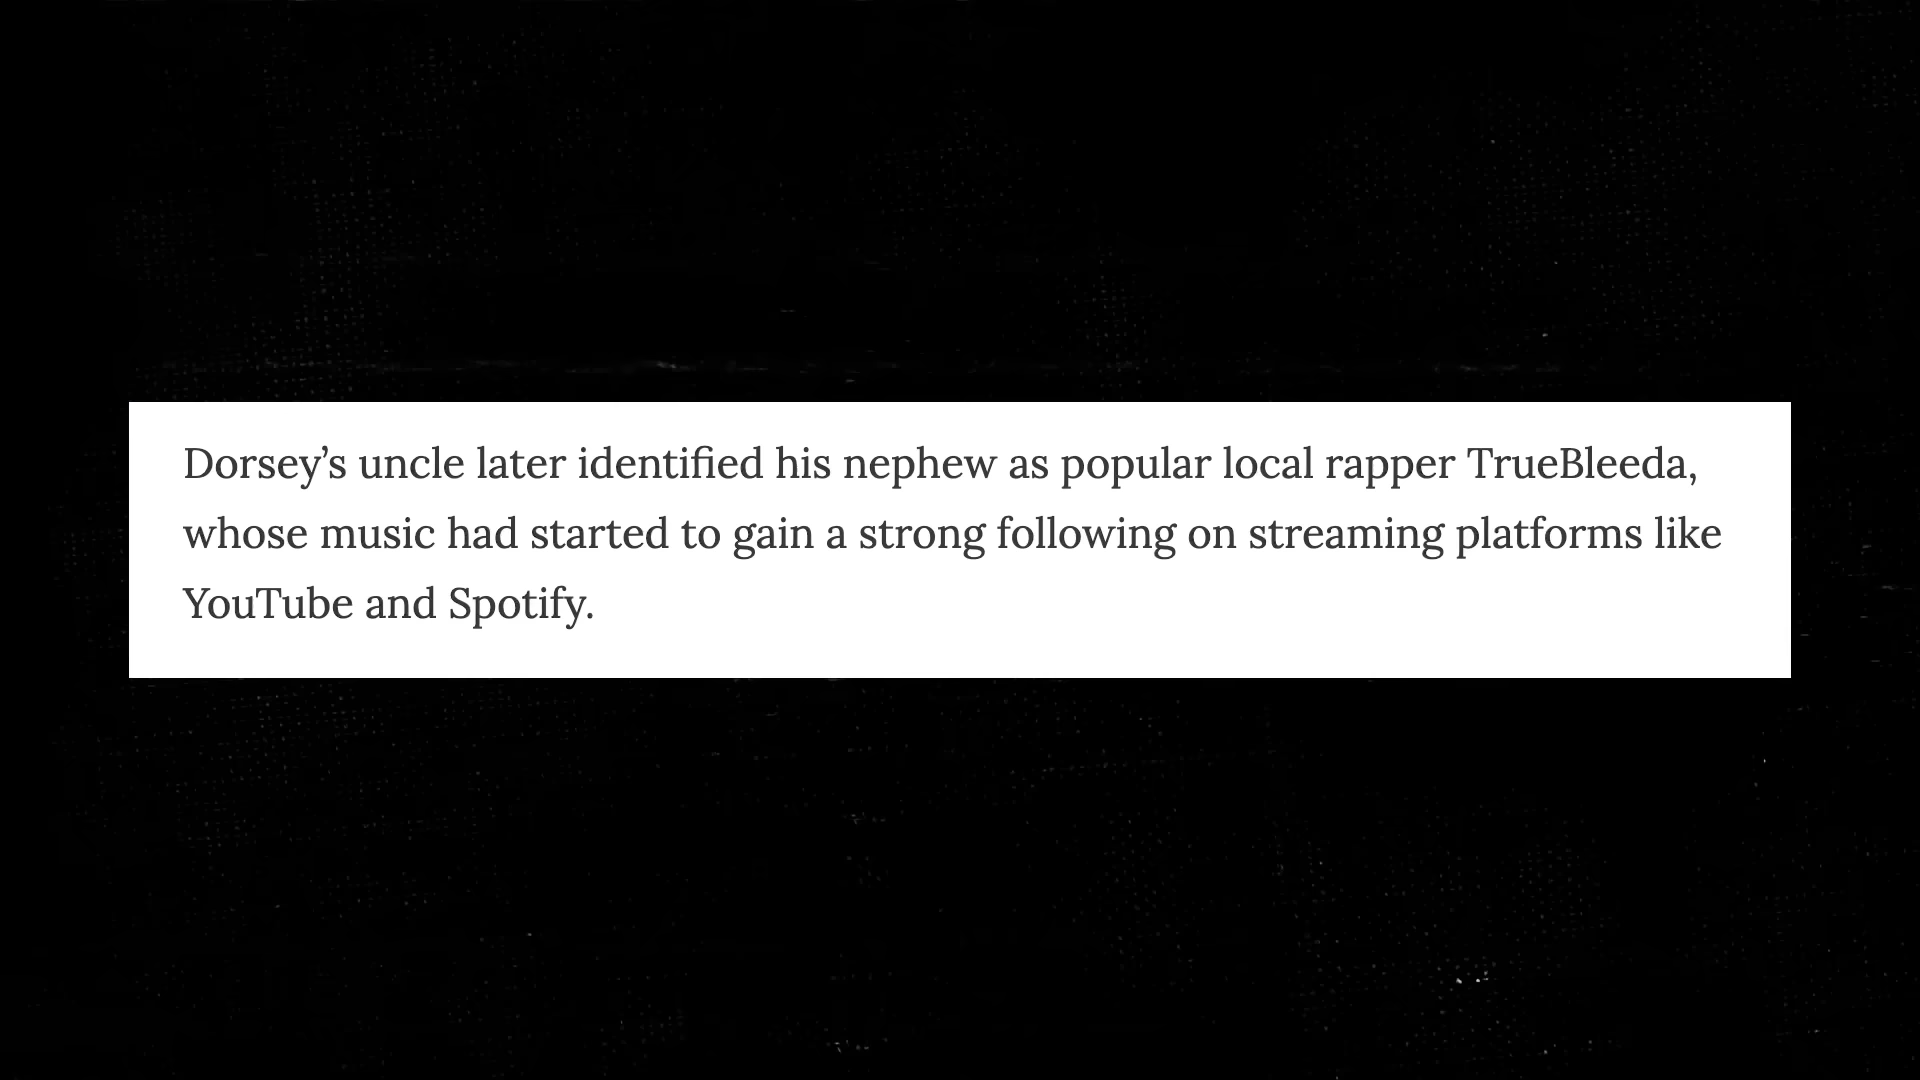 Dorsey’s uncle later identified his nephew as popular local rapper TrueBleeda,
whose music had started to gain a strong following on streaming platforms like
YouTube and Spotify.